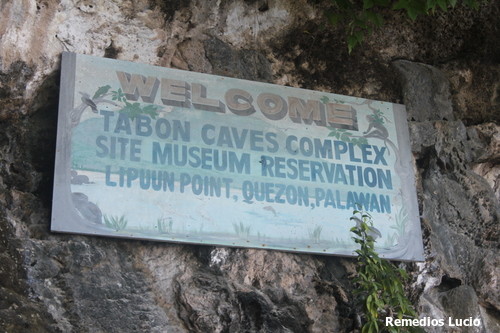 WELCOME
TABON CAVES COMPLEX
SITE MUSEUM RESERVATION
LIPUUN POINT, QUEZON, PALAWAN
Remedios Lucio